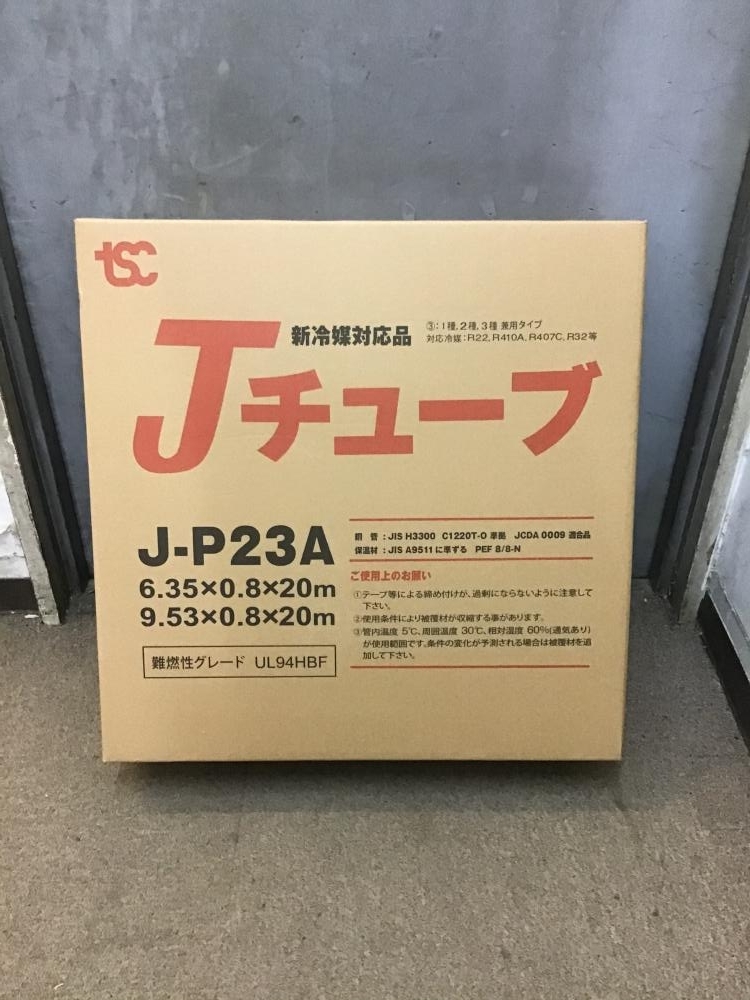 tsc
新冷媒対応品
③:1種,2種,3種 兼用タイプ
対応冷媒:R22,R410A,R407C,R32等
Jチューブ
J-P23A
6.35×0.8×20m
9.53×0.8×20m
難燃性グレード UL94HBF
銅 管:JIS H3300 C1220T-O 準拠 JCDA 0009 適合品
保温材:JIS A9511に準ずる PEF 8/8-N
ご使用上のお願い
①テープ等による締め付けが、過剰にならないように注意して
下さい。
②使用条件により被覆材が収縮する事があります。
③管内温度 5℃、周囲温度 30℃、相対湿度 60%(通気あり)
が使用範囲です。条件の変化が予測される場合は被覆材を追
加して下さい。